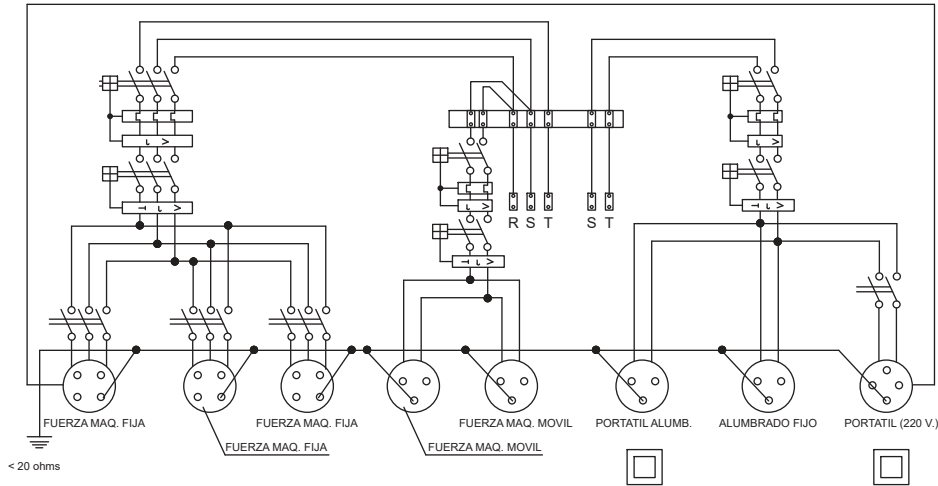 R S T S T
FUERZA MAQ. FIJA FUERZA MAQ. FIJA FUERZA MAQ. MOVIL PORTATIL ALUMB. ALUMBRADO FIJO PORTATIL (220 V.)
FUERZA MAQ. FIJA FUERZA MAQ. MOVIL
< 20 ohms